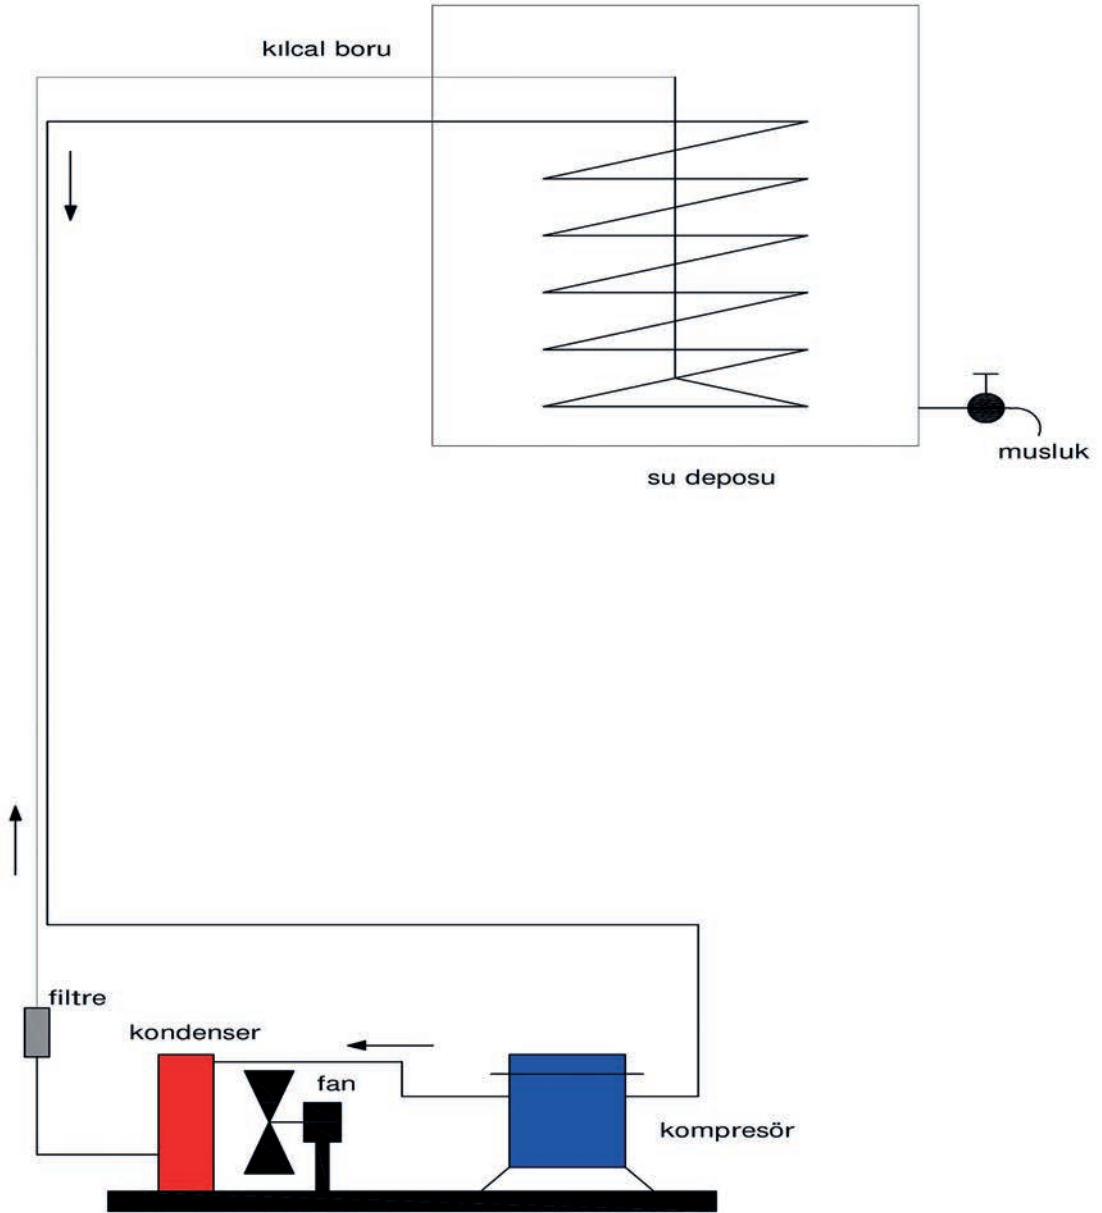 kılcal boru
musluk
su deposu
filtre
kondenser
fan
kompresör